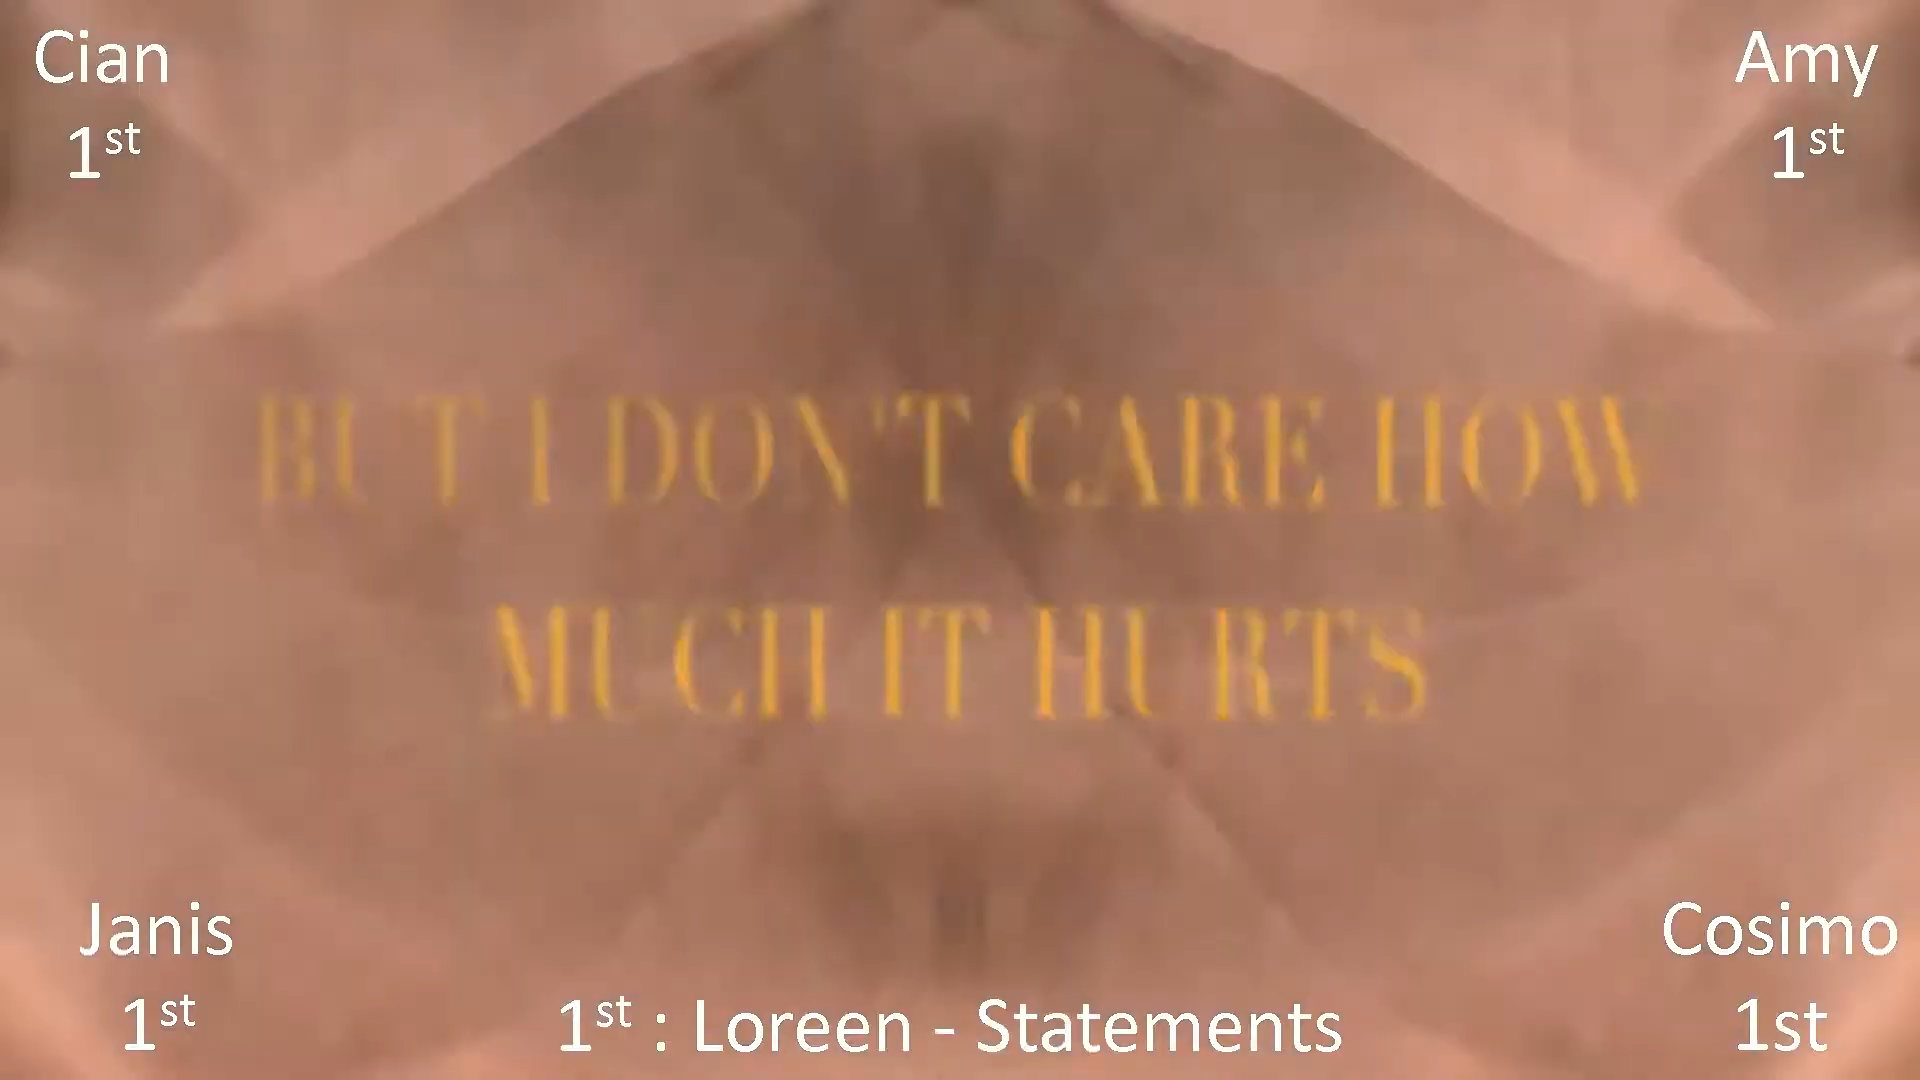 Cian
1st
Amy
1st
BUT I DON'T CARE HOW
MUCH IT HURTS
Janis
1st
1st : Loreen - Statements
Cosimo
1st